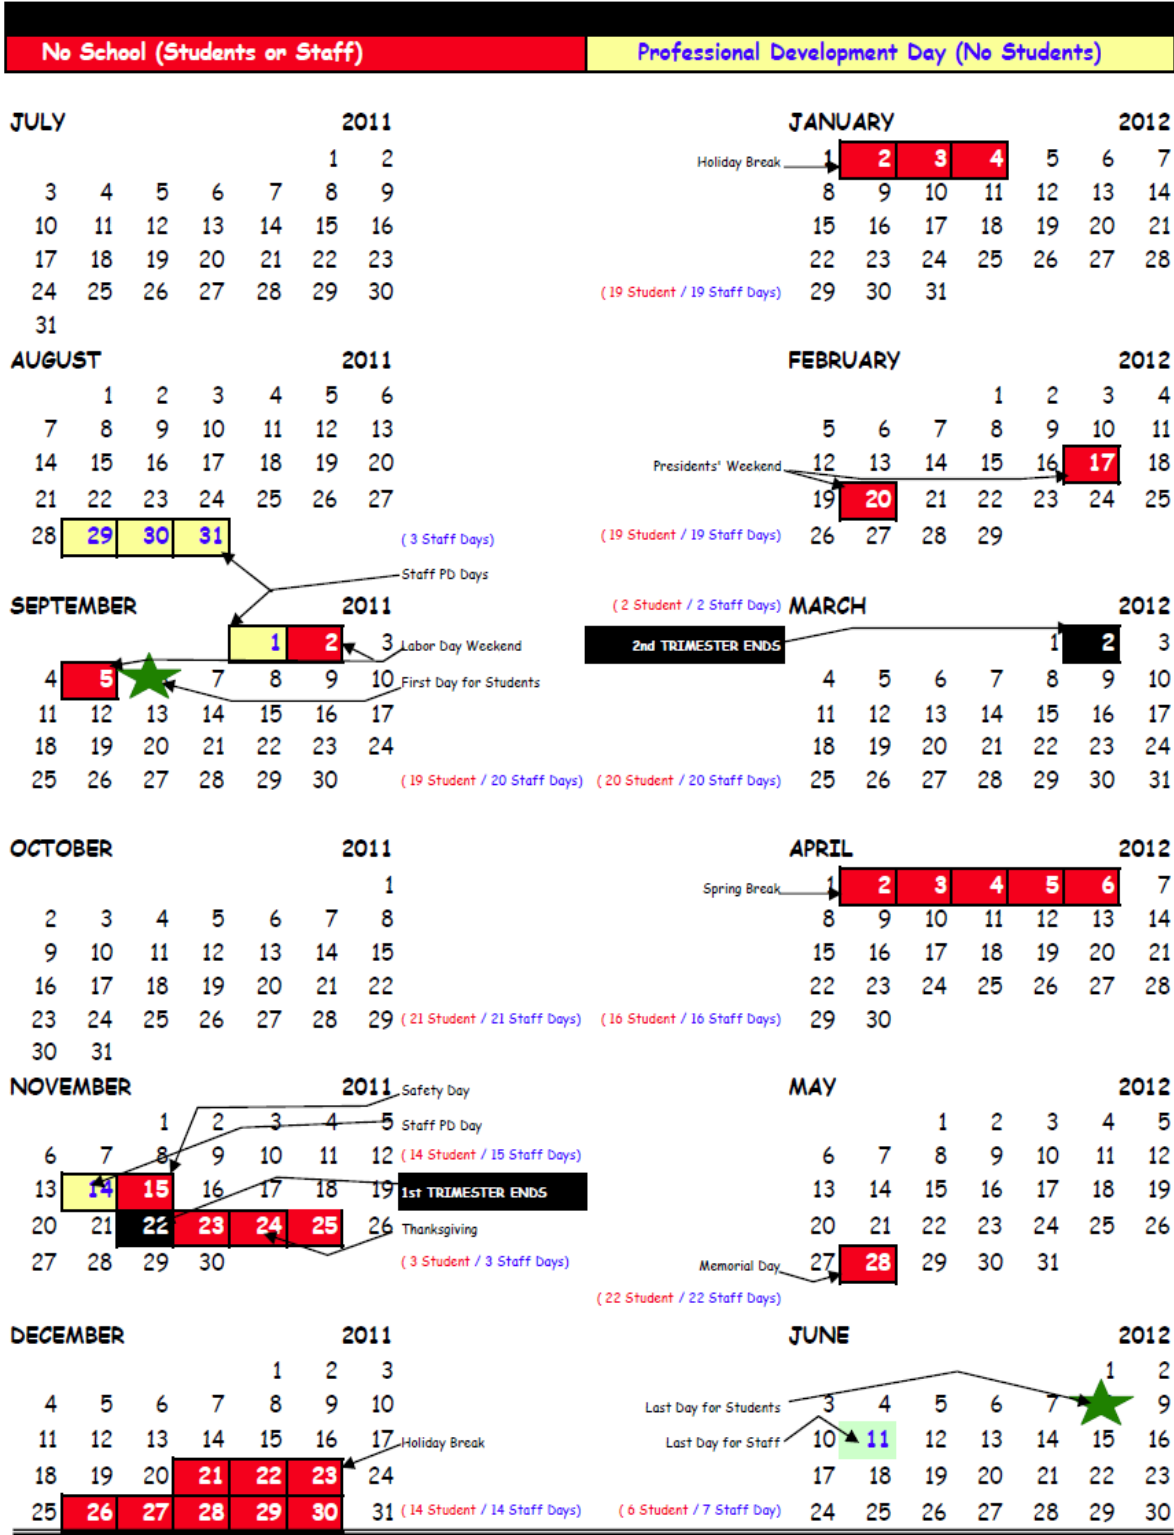 No School (Students or Staff)
Professional Development Day (No Students)
JULY 2011
1 2
3 4 5 6 7 8 9
10 11 12 13 14 15 16
17 18 19 20 21 22 23
24 25 26 27 28 29 30
31
AUGUST 2011
1 2 3 4 5 6
7 8 9 10 11 12 13
14 15 16 17 18 19 20
21 22 23 24 25 26 27
28 29 30 31 ( 3 Staff Days)
Staff PD Days
SEPTEMBER 2011
1 2 3 Labor Day Weekend
4 5 7 8 9 10 First Day for Students
11 12 13 14 15 16 17
18 19 20 21 22 23 24
25 26 27 28 29 30 ( 19 Student / 20 Staff Days)
OCTOBER 2011
1
2 3 4 5 6 7 8
9 10 11 12 13 14 15
16 17 18 19 20 21 22
23 24 25 26 27 28 29 ( 21 Student / 21 Staff Days)
30 31
NOVEMBER 2011 Safety Day
1 2 3 4 5 Staff PD Day
6 7 8 9 10 11 12 ( 14 Student / 15 Staff Days)
13 14 15 16 17 18 19 1st TRIMESTER ENDS
20 21 22 23 24 25 26 Thanksgiving
27 28 29 30 ( 3 Student / 3 Staff Days)
DECEMBER 2011
1 2 3
4 5 6 7 8 9 10
11 12 13 14 15 16 17 Holiday Break
18 19 20 21 22 23 24
25 26 27 28 29 30 31 ( 14 Student / 14 Staff Days)
JANUARY 2012
Holiday Break 1 2 3 4 5 6 7
8 9 10 11 12 13 14
15 16 17 18 19 20 21
22 23 24 25 26 27 28
( 19 Student / 19 Staff Days) 29 30 31
FEBRUARY 2012
1 2 3 4
5 6 7 8 9 10 11
Presidents' Weekend 12 13 14 15 16 17 18
19 20 21 22 23 24 25
( 19 Student / 19 Staff Days) 26 27 28 29
( 2 Student / 2 Staff Days) MARCH 2012
2nd TRIMESTER ENDS 1 2 3
4 5 6 7 8 9 10
11 12 13 14 15 16 17
18 19 20 21 22 23 24
( 20 Student / 20 Staff Days) 25 26 27 28 29 30 31
APRIL 2012
Spring Break 1 2 3 4 5 6 7
8 9 10 11 12 13 14
15 16 17 18 19 20 21
22 23 24 25 26 27 28
( 16 Student / 16 Staff Days) 29 30
MAY 2012
1 2 3 4 5
6 7 8 9 10 11 12
13 14 15 16 17 18 19
20 21 22 23 24 25 26
Memorial Day 27 28 29 30 31
( 22 Student / 22 Staff Days)
JUNE 2012
1 2
Last Day for Students 3 4 5 6 7 9
Last Day for Staff 10 11 12 13 14 15 16
17 18 19 20 21 22 23
( 6 Student / 7 Staff Day) 24 25 26 27 28 29 30